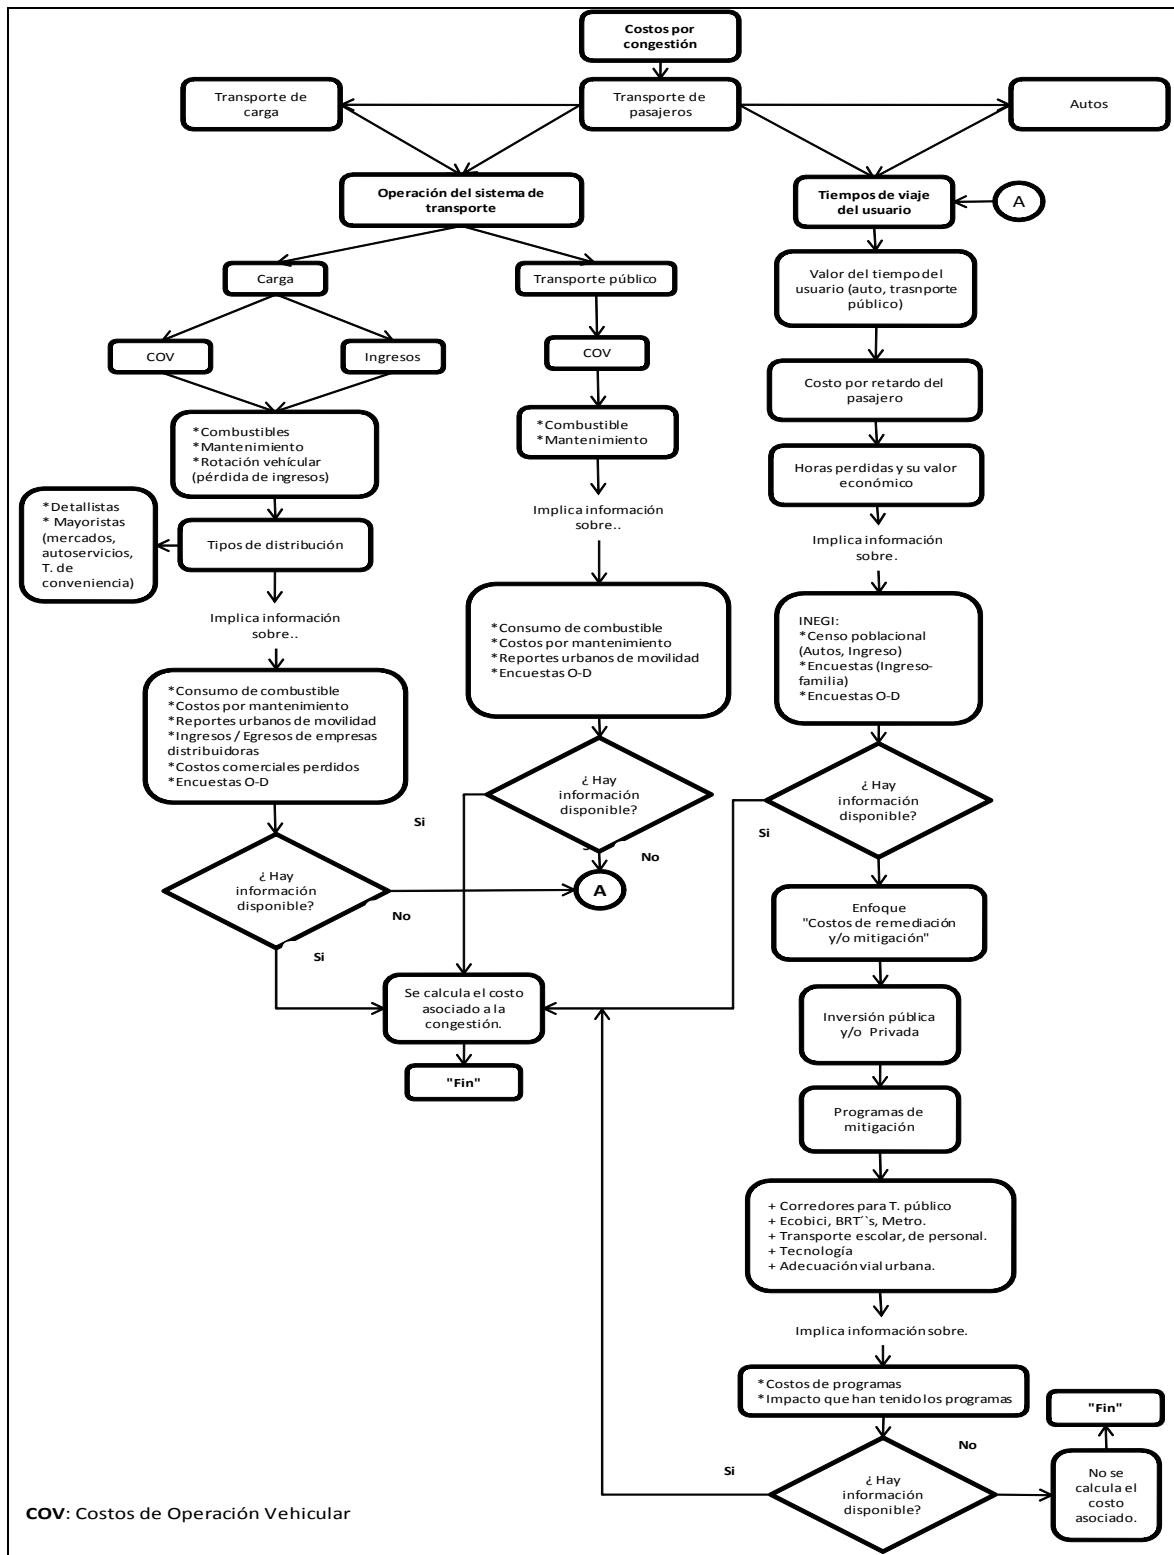 Costos por
congestión
Transporte de
carga
Transporte de
pasajeros
Autos
Operación del sistema de
transporte
Tiempos de viaje
del usuario
A
Carga
Transporte público
Valor del tiempo del
usuario (auto, trasnporte
público)
COV
Ingresos
COV
Costo por retardo del
pasajero
*Combustibles
*Mantenimiento
*Rotación vehícular
(pérdida de ingresos)
*Combustible
*Mantenimiento
Horas perdidas y su valor
económico
*Detallistas
* Mayoristas
(mercados,
autoservicios,
T. de
conveniencia)
Tipos de distribución
Implica información
sobre..
Implica información
sobre.
Implica información
sobre..
*Consumo de combustible
*Costos por mantenimiento
*Reportes urbanos de movilidad
*Encuestas O-D
INEGI:
*Censo poblacional
(Autos, Ingreso)
*Encuestas (Ingreso-
familia)
*Encuestas O-D
*Consumo de combustible
*Costos por mantenimiento
*Reportes urbanos de movilidad
*Ingresos / Egresos de empresas
distribuidoras
*Costos comerciales perdidos
*Encuestas O-D
¿ Hay
información
disponible?
¿ Hay
información
disponible?
Si
Si
No
¿ Hay
información
disponible?
A
No
Si
Enfoque
"Costos de remediación
y/o mitigación"
Se calcula el costo
asociado a la
congestión.
Inversión pública
y/o Privada
"Fin"
Programas de
mitigación
+ Corredores para T. público
+ Ecobici, BRT´`s, Metro.
+ Transporte escolar, de personal.
+ Tecnología
+ Adecuación vial urbana.
Implica información sobre.
*Costos de programas
*Impacto que han tenido los programas
"Fin"
No
Si
¿ Hay
información
disponible?
No se
calcula el
costo
asociado.
COV: Costos de Operación Vehicular